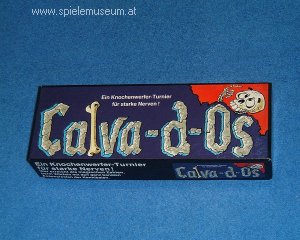 www.spielemuseum.at
Ein Knochenwerfer-Turnier
für starke Nerven!
Calva-d-Os
Ein Knochenwerfer-Turnier
für starke Nerven!
Calva-d-Os